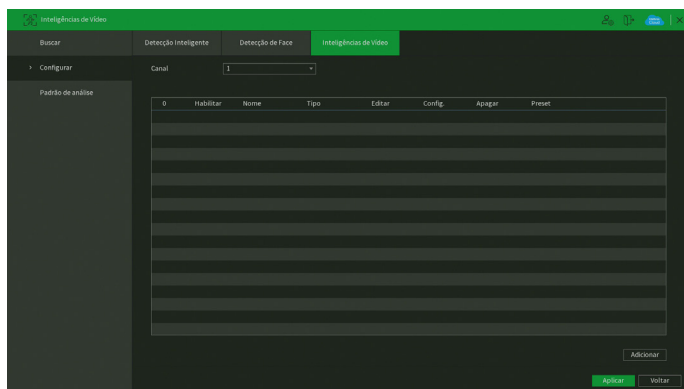 Inteligências de Vídeo
Buscar
Detecção Inteligente
Detecção de Face
Inteligências de Vídeo
Configurar
Canal
1
Padrão de análise
0 Habilitar Nome Tipo Editar Config. Apagar Preset
Adicionar
Aplicar
Voltar